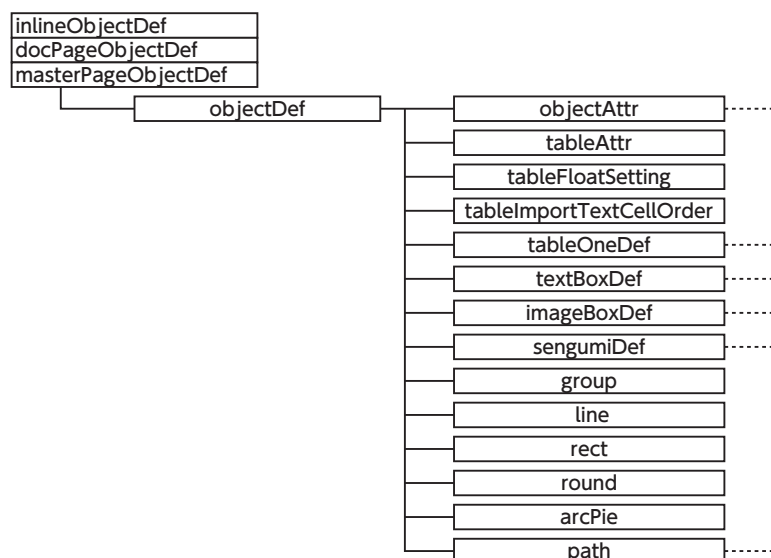 inlineObjectDef
docPageObjectDef
masterPageObjectDef
objectDef
objectAttr
tableAttr
tableFloatSetting
tableImportTextCellOrder
tableOneDef
textBoxDef
imageBoxDef
sengumiDef
group
line
rect
round
arcPie
path